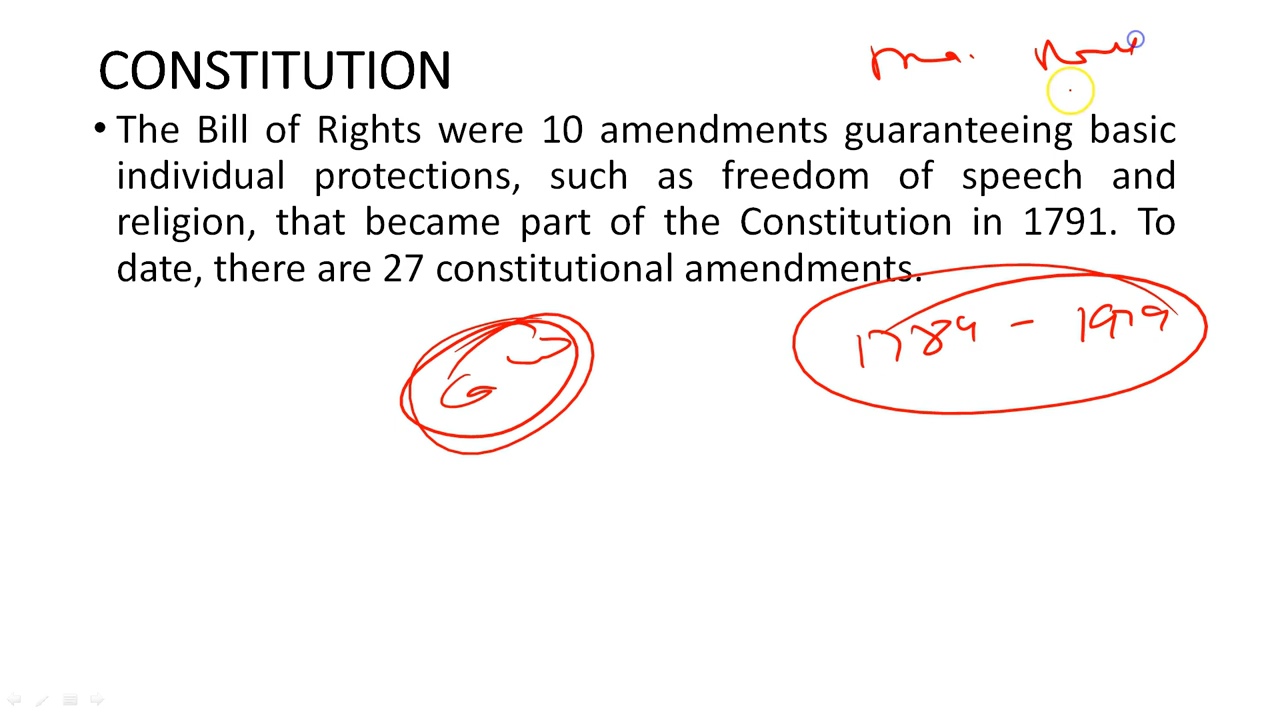 CONSTITUTION
• The Bill of Rights were 10 amendments guaranteeing basic
individual protections, such as freedom of speech and
religion, that became part of the Constitution in 1791. To
date, there are 27 constitutional amendments.
1789 - 1979